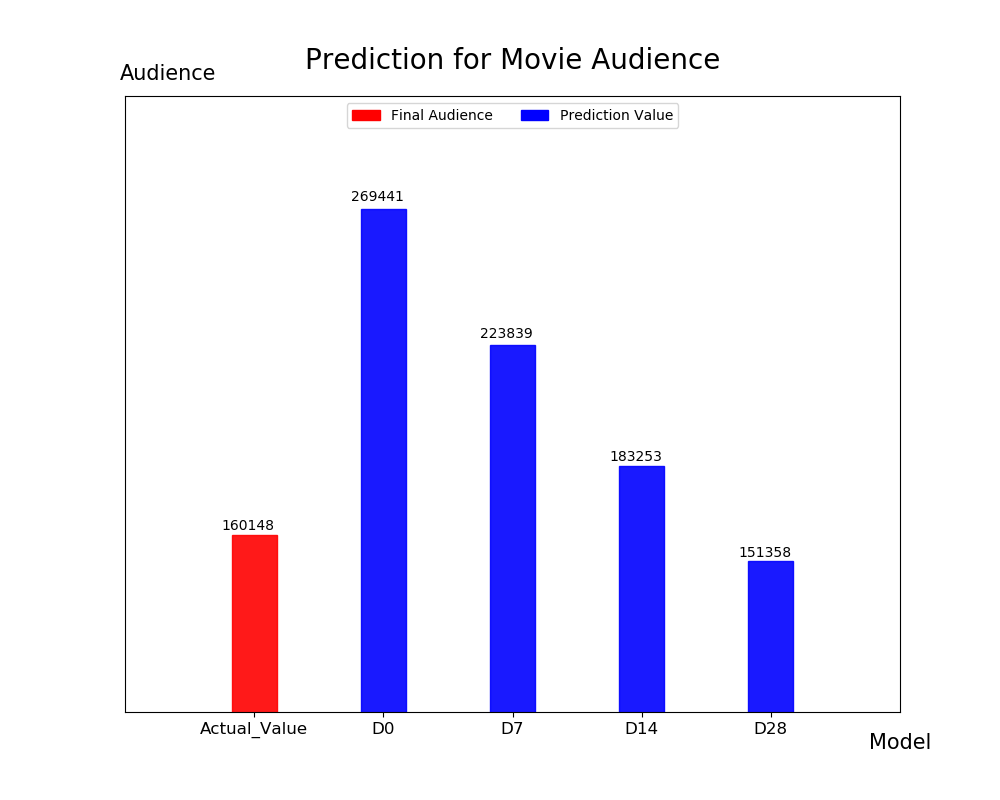 Prediction for Movie Audience
Audience
Final Audience Prediction Value
269441
223839
183253
160148
151358
Actual_Value D0 D7 D14 D28
Model